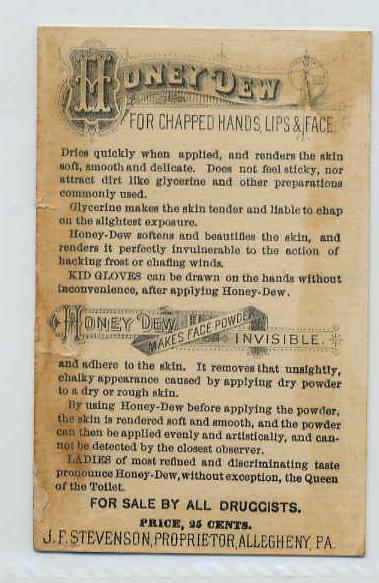 HONEY DEW
FOR CHAPPED HANDS, LIPS & FACE.
Dries quickly when applied, and renders the skin
soft, smooth and delicate. Does not feel sticky, nor
attract dirt like glycerine and other preparations
commonly used.
Glycerine makes the skin tender and liable to chap
on the slightest exposure.
Honey-Dew softens and beautifies the skin, and
renders it perfectly invulnerable to the action of
hacking frost or chafing winds.
KID GLOVES can be drawn on the hands without
inconvenience, after applying Honey-Dew.
HONEY DEW
MAKES FACE POWDER
INVISIBLE.
and adhere to the skin. It removes that unsightly,
chalky appearance caused by applying dry powder
to a dry or rough skin.
By using Honey-Dew before applying the powder,
the skin is rendered soft and smooth, and the powder
can then be applied evenly and artistically, and can-
not be detected by the closest observer.
LADIES of most refined and discriminating taste
pronounce Honey-Dew, without exception, the Queen
of the Toilet.
FOR SALE BY ALL DRUGGISTS.
PRICE, 25 CENTS.
J. F. STEVENSON, PROPRIETOR, ALLEGHENY, PA.